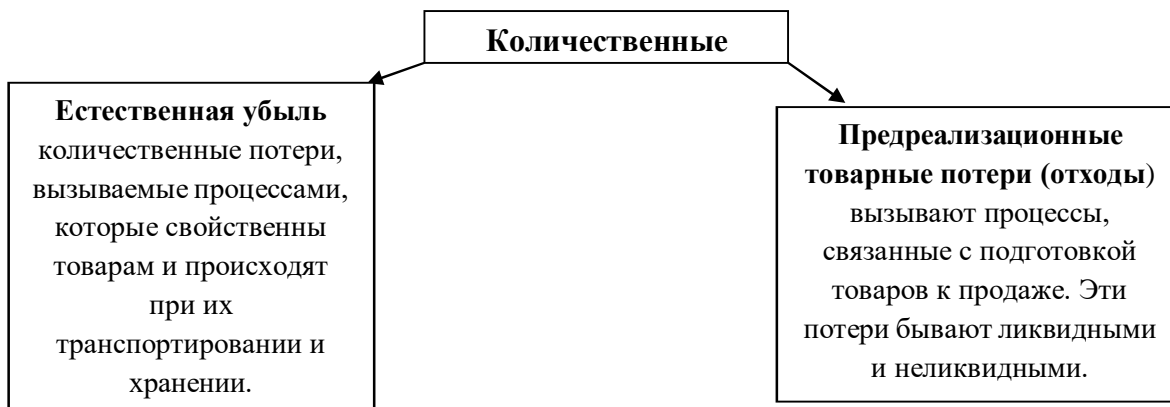 Количественные
Естественная убыль
количественные потери,
вызываемые процессами,
которые свойственны
товарам и происходят
при их
транспортировании и
хранении.
Предреализационные
товарные потери (отходы)
вызывают процессы,
связанные с подготовкой
товаров к продаже. Эти
потери бывают ликвидными
и неликвидными.